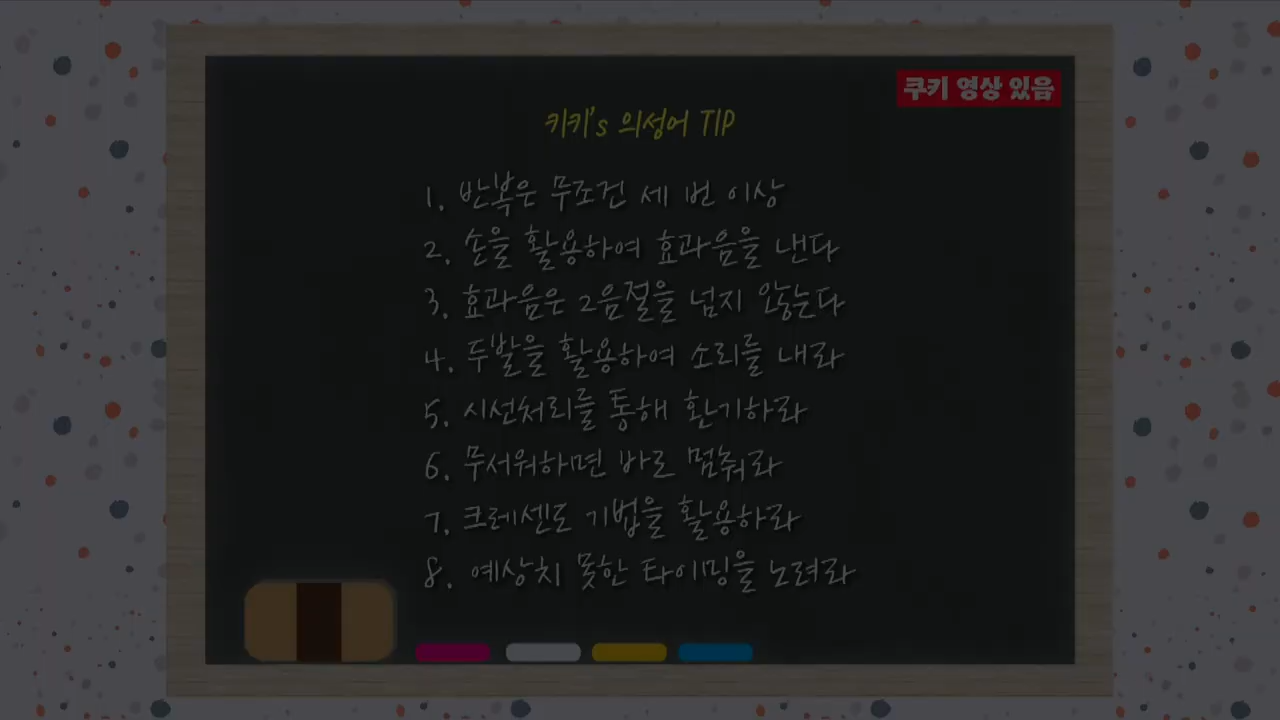 쿠키 영상 있음
키키's 의성어 TIP
1. 반복은 무조건 세 번 이상
2. 손을 활용하여 효과음을 낸다
3. 효과음은 2음절을 넘지 않는다
4. 두발을 활용하여 소리를 내라
5. 시선처리를 통해 환기하라
6. 무서워하면 바로 멈춰라
7. 크레센도 기법을 활용하라
8. 예상치 못한 타이밍을 노려라